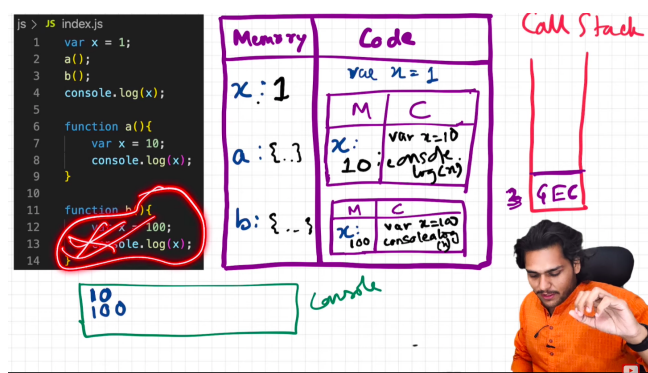 js > JS index.js
1 var x = 1;
2 a();
3 b();
4 console.log(x);
5
6 function a(){
7 var x = 10;
8 console.log(x);
9 }
10
11 function b(){
12 var x = 100;
13 console.log(x);
14 }
Memory Code
x : 1
a : {..}
b : {...}
var x = 1
M C
x: 10
var x=10
console.
log(x)
M C
x: 100
var x=100
console.log
(x)
Call Stack
GEC
10
100
Console